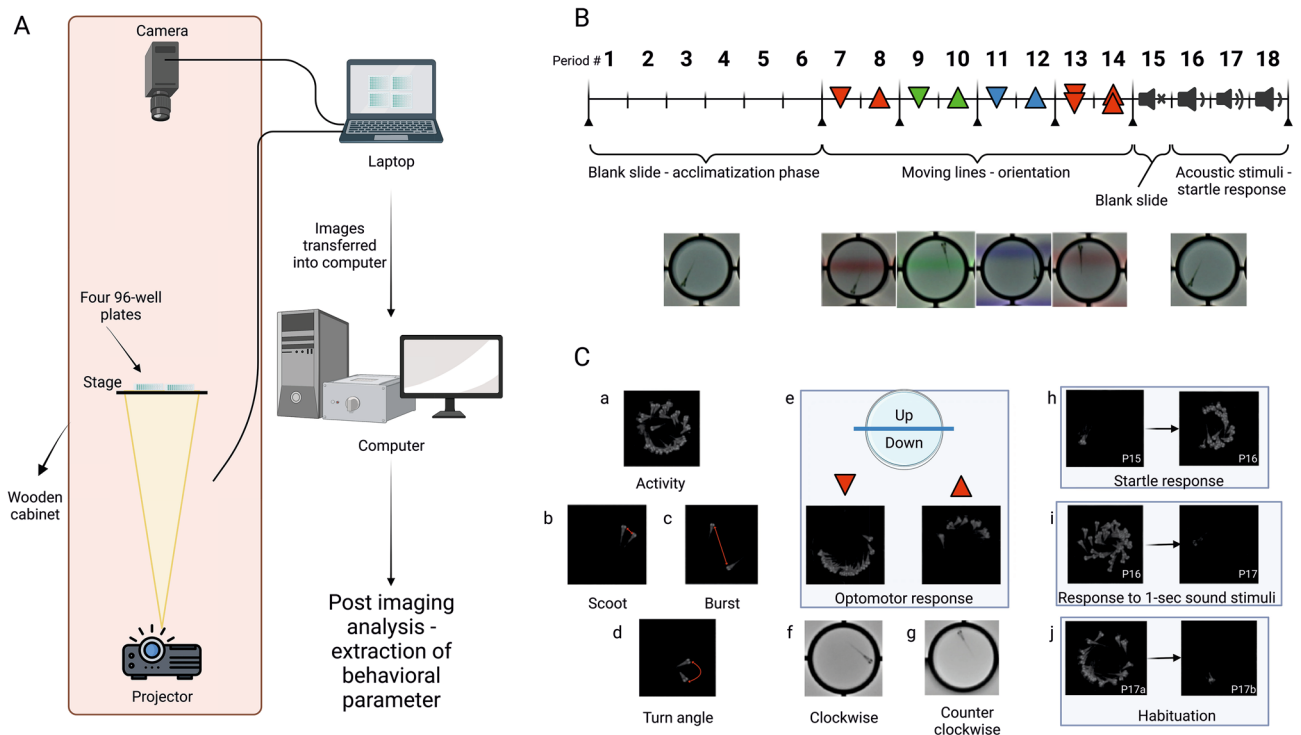 A
Camera
Laptop
Images
transferred
into computer
Four 96-well
plates
Stage
Computer
Wooden
cabinet
Projector
Post imaging
analysis -
extraction of
behavioral
parameter
B
Period # 1 2 3 4 5 6 7 8 9 10 11 12 13 14 15 16 17 18
Blank slide - acclimatization phase
Moving lines - orientation
Blank slide
Acoustic stimuli -
startle response
C
a
Activity
b
Scoot
c
Burst
d
Turn angle
e
Up
Down
Optomotor response
f
Clockwise
g
Counter
clockwise
h
P15
P16
Startle response
i
P16
P17
Response to 1-sec sound stimuli
j
P17a
P17b
Habituation